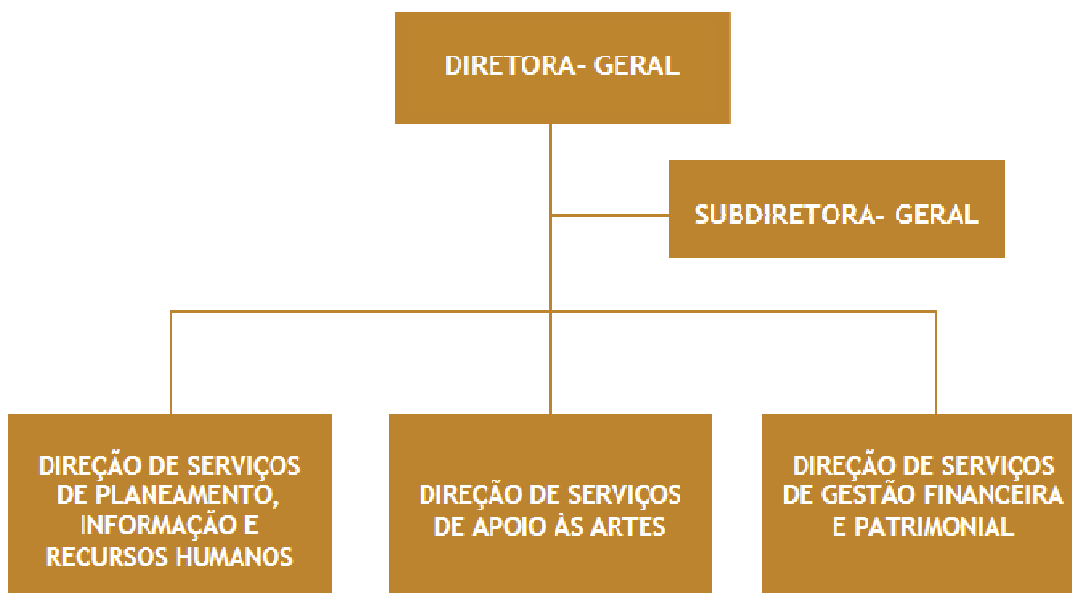 DIRETORA- GERAL
SUBDIRETORA- GERAL
DIREÇÃO DE SERVIÇOS
DE PLANEAMENTO,
INFORMAÇÃO E
RECURSOS HUMANOS
DIREÇÃO DE SERVIÇOS
DE APOIO ÀS ARTES
DIREÇÃO DE SERVIÇOS
DE GESTÃO FINANCEIRA
E PATRIMONIAL